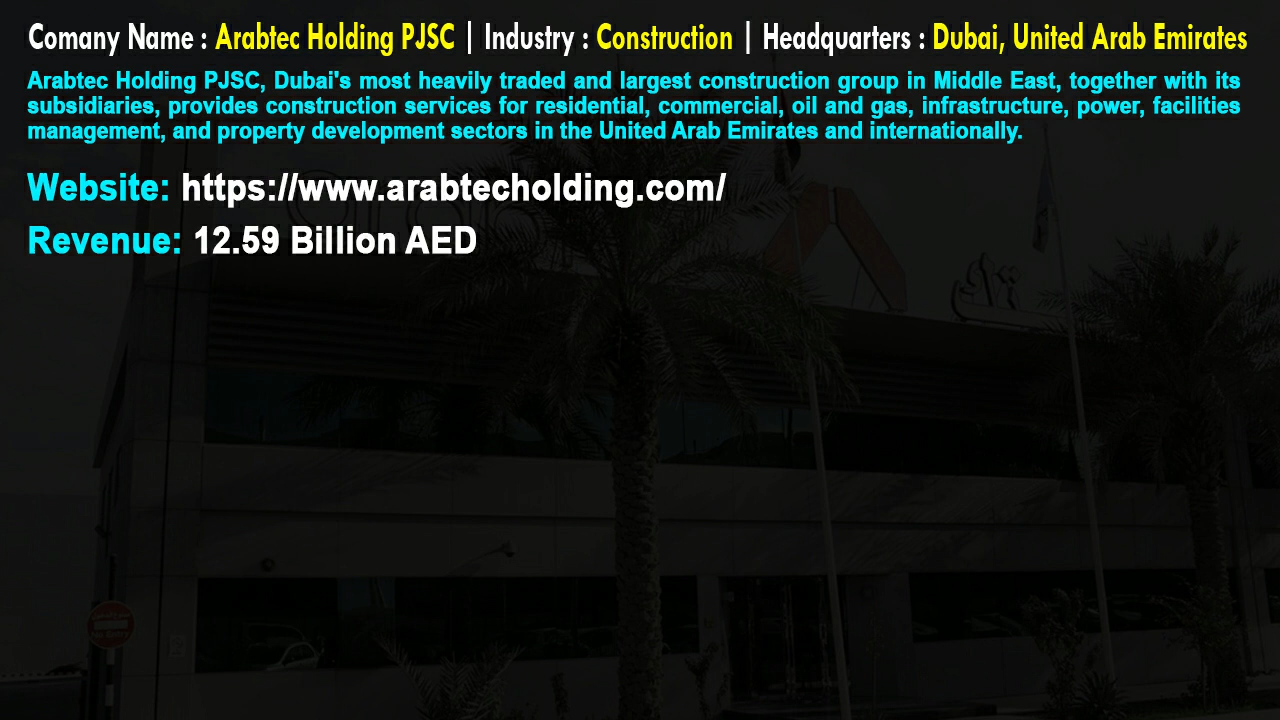 Comany Name : Arabtec Holding PJSC | Industry : Construction | Headquarters : Dubai, United Arab Emirates
Arabtec Holding PJSC, Dubai's most heavily traded and largest construction group in Middle East, together with its
subsidiaries, provides construction services for residential, commercial, oil and gas, infrastructure, power, facilities
management, and property development sectors in the United Arab Emirates and internationally.
Website: https://www.arabtecholding.com/
Revenue: 12.59 Billion AED